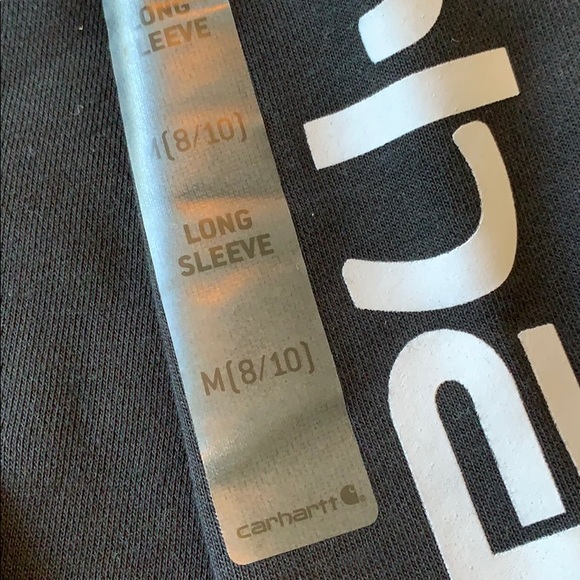 LONG
SLEEVE
M(8/10)
LONG
SLEEVE
M(8/10)
carhartt